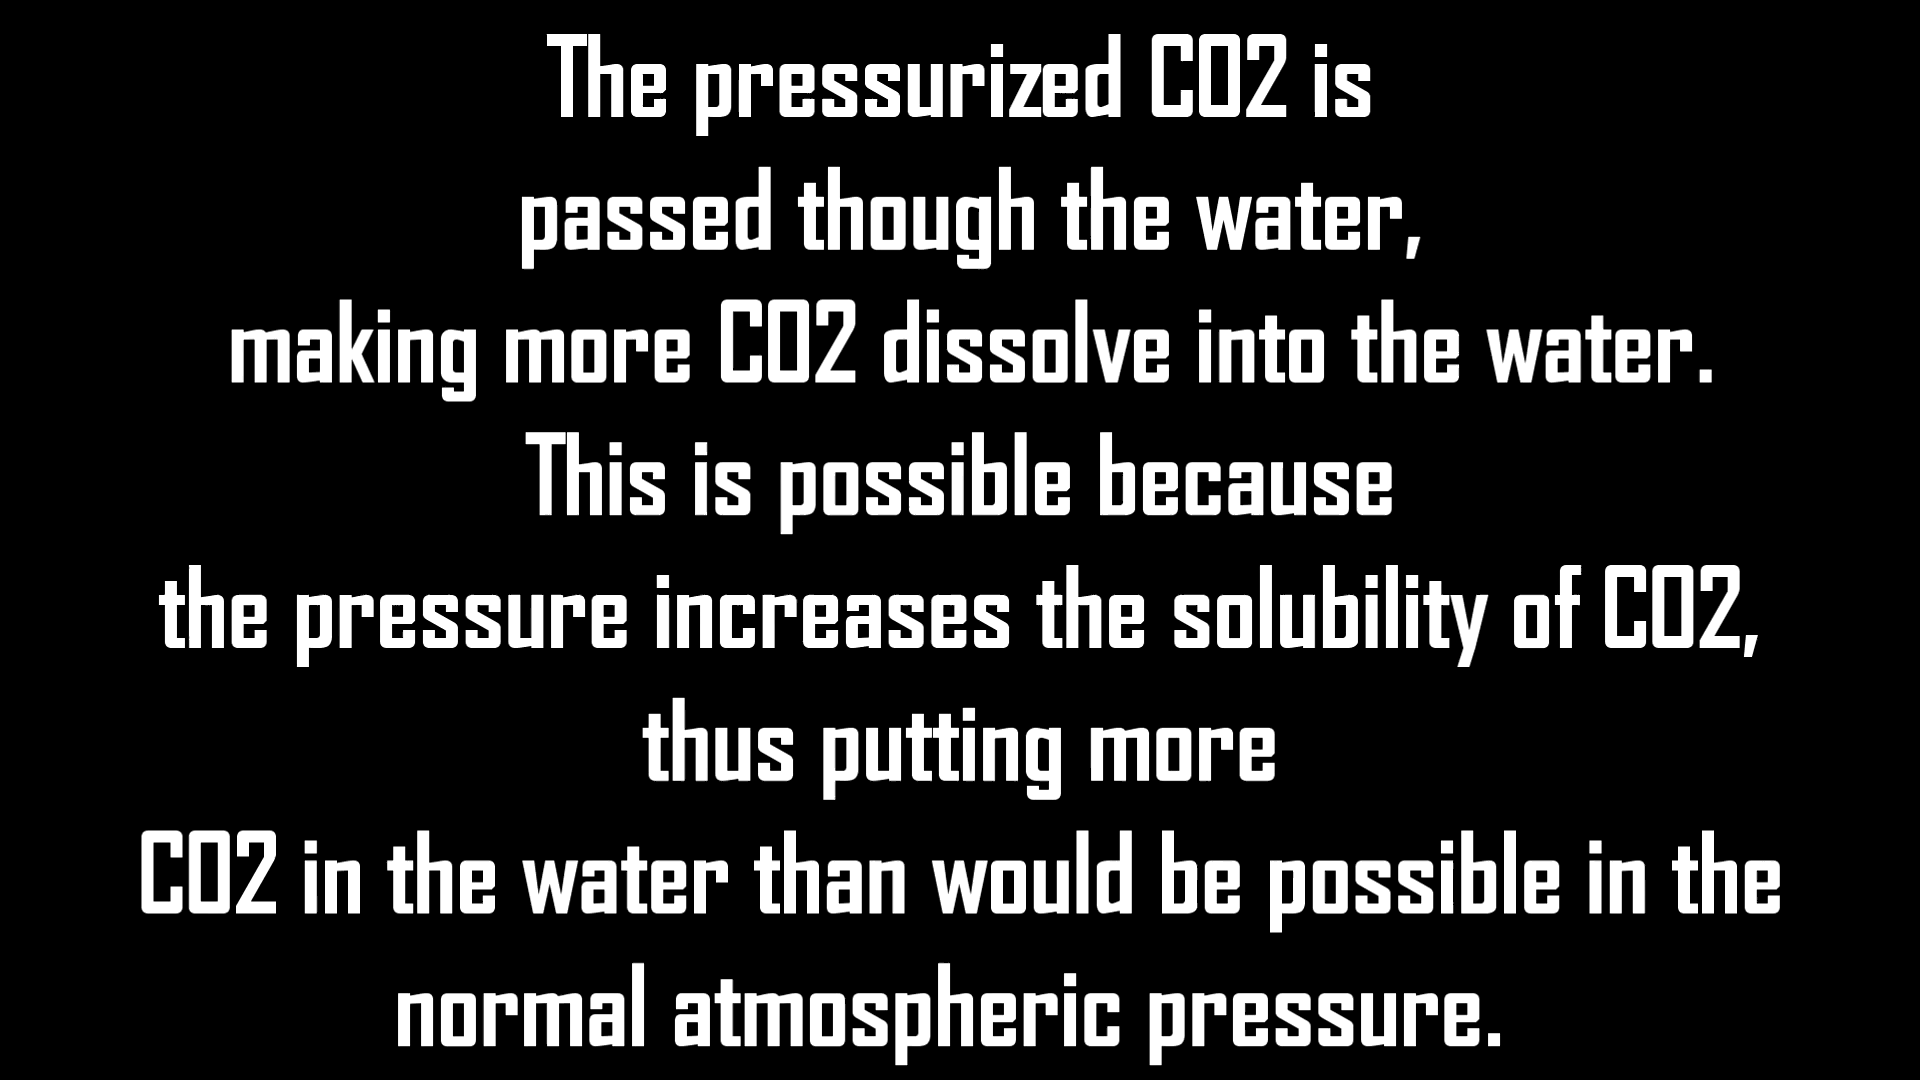 The pressurized CO2 is
passed though the water,
making more CO2 dissolve into the water.
This is possible because
the pressure increases the solubility of CO2,
thus putting more
CO2 in the water than would be possible in the
normal atmospheric pressure.